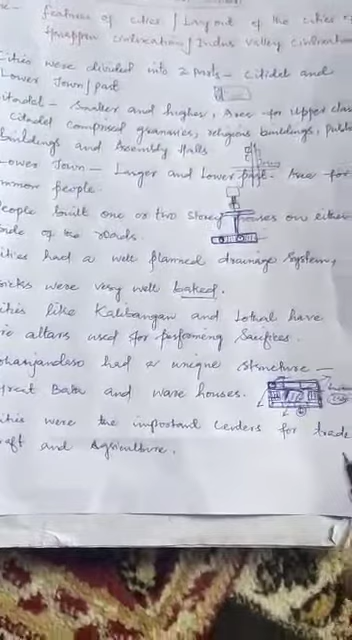 features of cities / Layout of the cities of
Harappan civilization / Indus Valley Civilization
cities were divided into 2 parts - citidel and
Lower Town / part
citadel - Smaller and higher, Area for upper class
Citadel comprised granaries, religious buildings, public
buildings and Assembly Halls
Lower Town - Larger and Lower part. Area for
common people.
People built one or two storey houses on either
side of the roads.
cities had a well planned drainage system,
bricks were very well baked.
cities like Kalibangan and Lothal have
fire altars used for performing Sacrifices.
Mohanjandaso had a unique structure -
great Bath and ware houses.
cities were the important Centers for trade
craft and Agriculture.